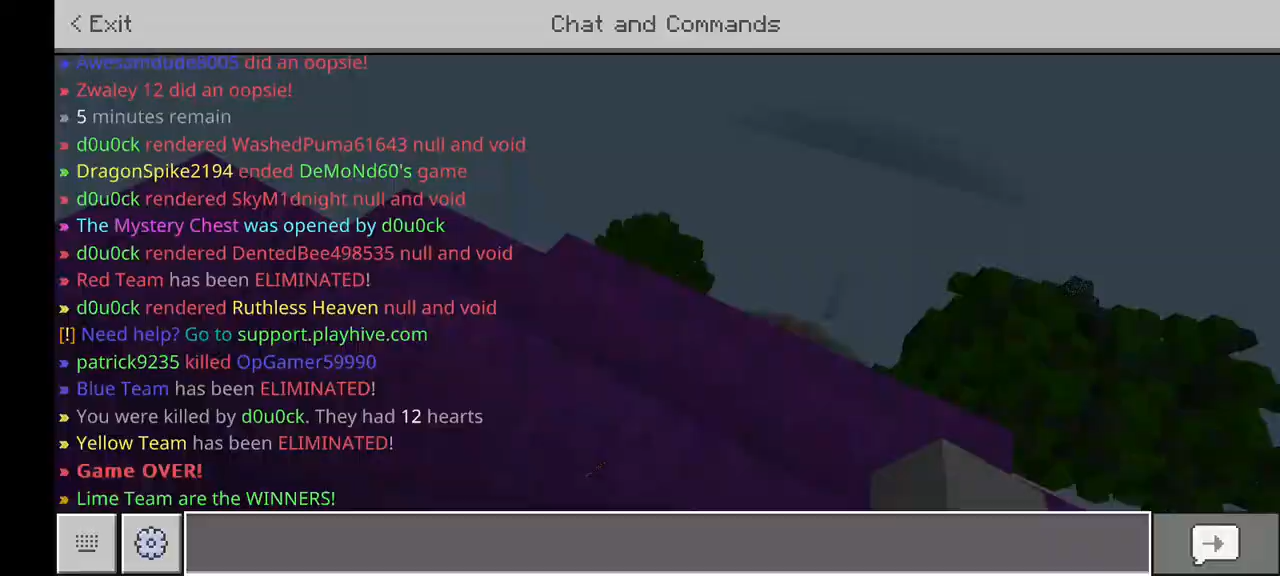 < Exit
Chat and Commands
» Awesamdude8005 did an oopsie!
» Zwaley 12 did an oopsie!
» 5 minutes remain
» d0u0ck rendered WashedPuma61643 null and void
» DragonSpike2194 ended DeMoNd60's game
» d0u0ck rendered SkyM1dnight null and void
» The Mystery Chest was opened by d0u0ck
» d0u0ck rendered DentedBee498535 null and void
» Red Team has been ELIMINATED!
» d0u0ck rendered Ruthless Heaven null and void
[!] Need help? Go to support.playhive.com
» patrick9235 killed OpGamer59990
» Blue Team has been ELIMINATED!
» You were killed by d0u0ck. They had 12 hearts
» Yellow Team has been ELIMINATED!
» Game OVER!
» Lime Team are the WINNERS!